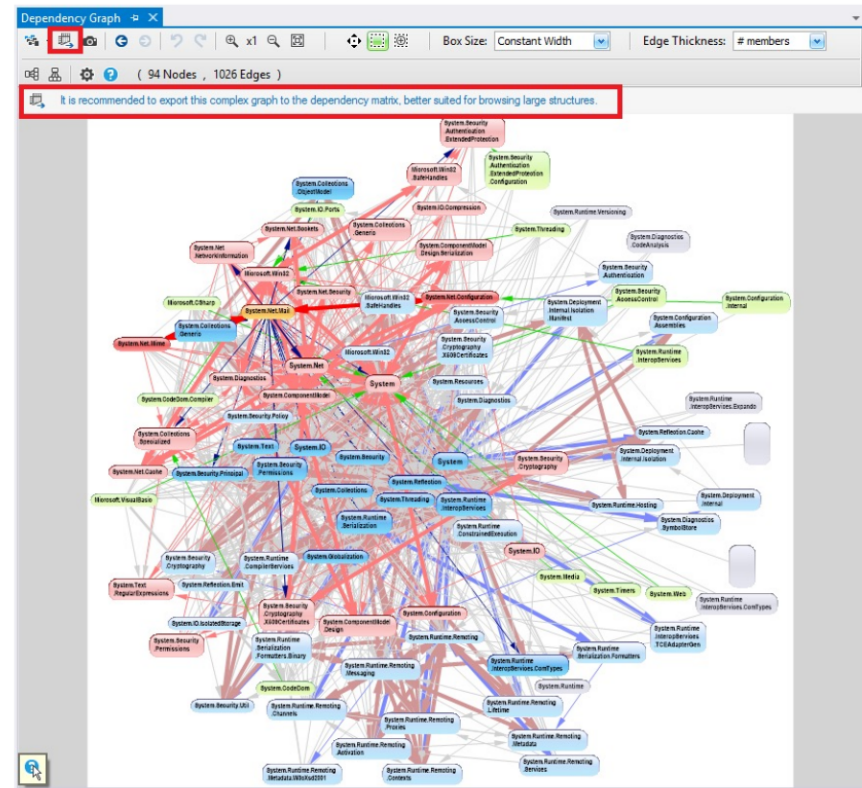 Dependency Graph
x1
Box Size: Constant Width
Edge Thickness: # members
( 94 Nodes , 1026 Edges )
It is recommended to export this complex graph to the dependency matrix, better suited for browsing large structures.
System.Security
.Authentication
.ExtendedProtection
System.Security
.Authentication
.ExtendedProtection
.Configuration
Microsoft.Win32
.SafeHandles
System.Collections
.ObjectModel
System.IO.Ports
System.IO.Compression
System.Runtime.Versioning
System.Net.Sockets
System.Collections
.Generic
System.Threading
System.Diagnostics
.CodeAnalysis
System.Net
.NetworkInformation
System.ComponentModel
.Design.Serialization
Microsoft.Win32
System.Security
.Authentication
System.Net.Security
Microsoft.Win32
.SafeHandles
System.Net.Configuration
System.Security
.AccessControl
System.Configuration
.Internal
Microsoft.CSharp
System.Net.Mail
System.Security
.AccessControl
System.Deployment
.Internal.Isolation
.Manifest
System.Configuration
.Assemblies
System.Collections
.Generic
System.Net.Mime
Microsoft.Win32
System.Security
.Cryptography
.X509Certificates
System.Runtime
.InteropServices
System.Net
System.Diagnostics
System
System.Resources
System.ComponentModel
System.CodeDom.Compiler
System.Diagnostics
System.Runtime
.InteropServices.Expando
System.Security.Policy
System.Collections
.Specialized
System.Text
System.IO
System.Reflection.Cache
System.Security
System
System.Security
.Cryptography
System.Deployment
.Internal.Isolation
System.Net.Cache
System.Security.Principal
System.Security
.Permissions
System.Reflection
System.Collections
System.Threading
System.Runtime
.InteropServices
Microsoft.VisualBasic
System.Runtime.Hosting
System.Deployment
.Internal
System.Runtime
.Serialization
System.Runtime
.ConstrainedExecution
System.Diagnostics
.SymbolStore
System.Security
.Cryptography
System.Runtime
.CompilerServices
System.Globalization
System.IO
System.Text
.RegularExpressions
System.Reflection.Emit
System.Media
System.Timers
System.Web
System.Runtime
.InteropServices.ComTypes
System.IO.IsolatedStorage
System.Security
.Cryptography
.X509Certificates
System.ComponentModel
.Design
System.Configuration
System.Security
.Permissions
System.Runtime
.Serialization
.Formatters.Binary
System.Runtime.Remoting
System.Runtime
.InteropServices
.TCEAdapterGen
System.Runtime.Remoting
.Messaging
System.Runtime
.InteropServices.ComTypes
System.Runtime
.Serialization.Formatters
System.CodeDom
System.Runtime
System.Security.Util
System.Runtime.Remoting
.Channels
System.Runtime.Remoting
.Lifetime
System.Runtime.Remoting
.Proxies
System.Runtime.Remoting
.Metadata
System.Runtime.Remoting
.Activation
System.Runtime.Remoting
.Metadata.W3cXsd2001
System.Runtime.Remoting
.Contexts
System.Runtime.Remoting
.Services